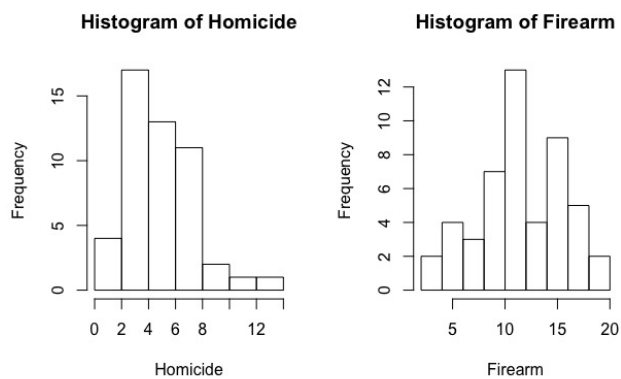 Histogram of Homicide
Frequency
0 5 10 15
0 2 4 6 8 12
Homicide
Histogram of Firearm
Frequency
0 2 4 6 8 10 12
5 10 15 20
Firearm